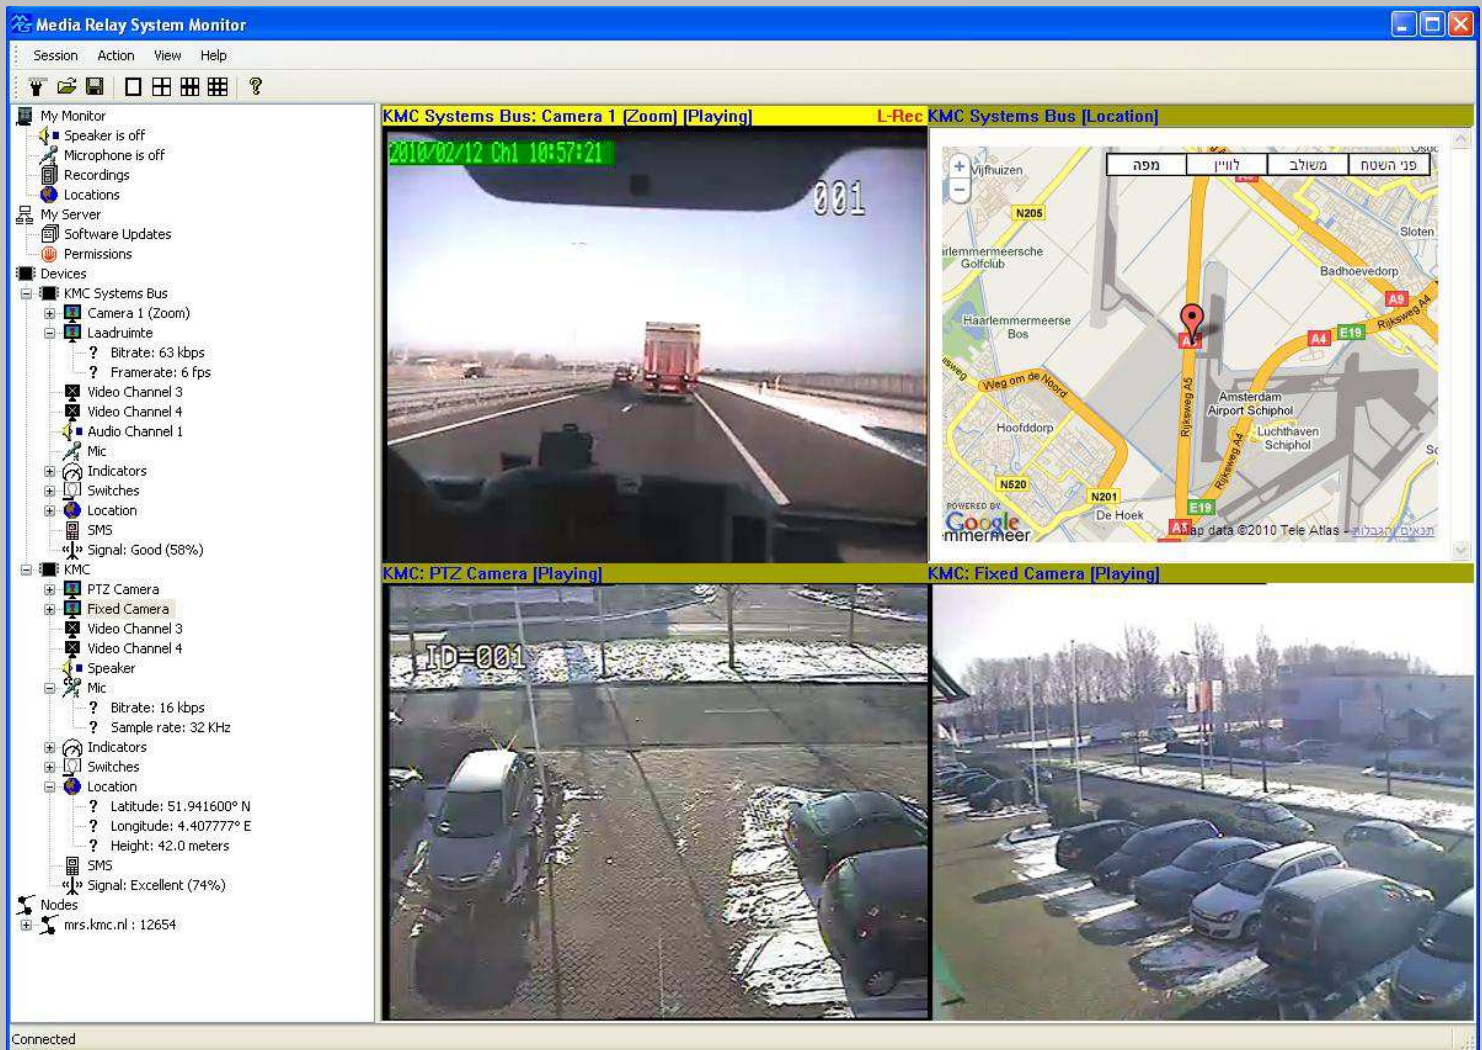 Media Relay System Monitor
Session Action View Help
My Monitor
Speaker is off
Microphone is off
Recordings
Locations
My Server
Software Updates
Permissions
Devices
KMC Systems Bus
Camera 1 (Zoom)
Laadruimte
? Bitrate: 63 kbps
? Framerate: 6 fps
Video Channel 3
Video Channel 4
Audio Channel 1
Mic
Indicators
Switches
Location
SMS
Signal: Good (58%)
KMC
PTZ Camera
Fixed Camera
Video Channel 3
Video Channel 4
Speaker
Mic
? Bitrate: 16 kbps
? Sample rate: 32 KHz
Indicators
Switches
Location
? Latitude: 51.941600° N
? Longitude: 4.407777° E
? Height: 42.0 meters
SMS
Signal: Excellent (74%)
Nodes
mrs.kmc.nl : 12654
KMC Systems Bus: Camera 1 (Zoom) [Playing] L-Rec
2010/02/12 Ch1 10:57:21
001
KMC Systems Bus [Location]
פני השטח
משולב
לוויין
מפה
Vijfhuizen
N205
Sloten
Golfclub
Badhoevedorp
A9
Haarlemmermeerse
Bos
A4
E19
Rijksweg A4
Weg om de Noord
Rijksweg A5
Amsterdam
Airport Schiphol
Hoofddorp
Luchthaven
Schiphol
Rijksweg A4
N520
N201
E19
De Hoek
A5
POWERED BY
Google
mmermeer
Map data ©2010 Tele Atlas - תנאים והגבלות
KMC: PTZ Camera [Playing]
ID=001
KMC: Fixed Camera [Playing]
Connected